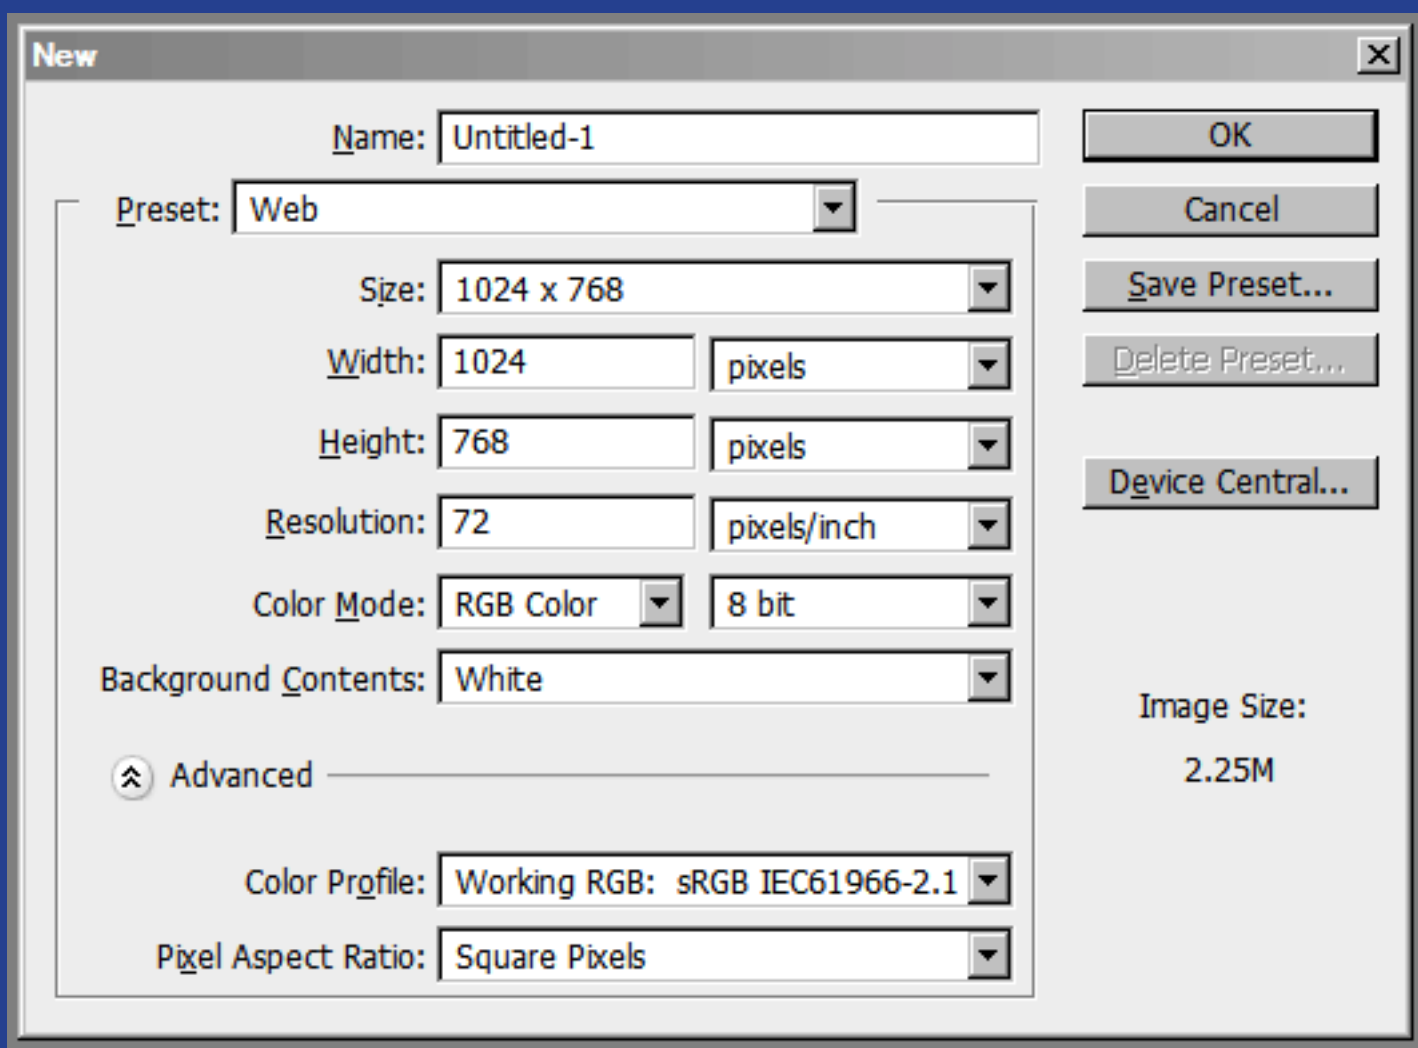 New
Name: Untitled-1
OK
Preset: Web
Cancel
Size: 1024 x 768
Save Preset...
Width: 1024 pixels
Delete Preset...
Height: 768 pixels
Device Central...
Resolution: 72 pixels/inch
Color Mode: RGB Color 8 bit
Background Contents: White
Image Size:
2.25M
Advanced
Color Profile: Working RGB: sRGB IEC61966-2.1
Pixel Aspect Ratio: Square Pixels